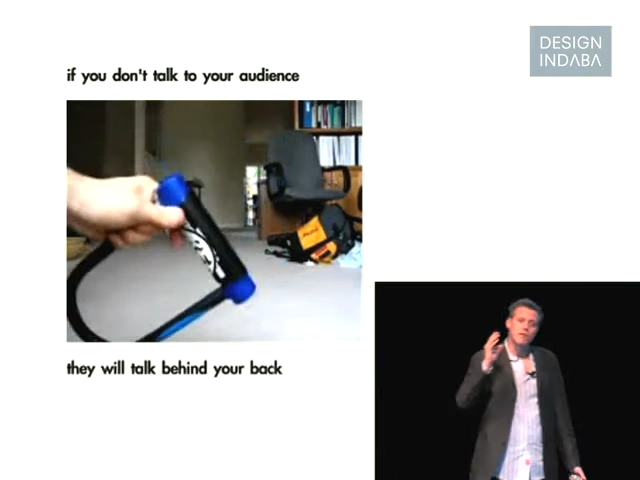 if you don't talk to your audience
DESIGN
INDABA
they will talk behind your back